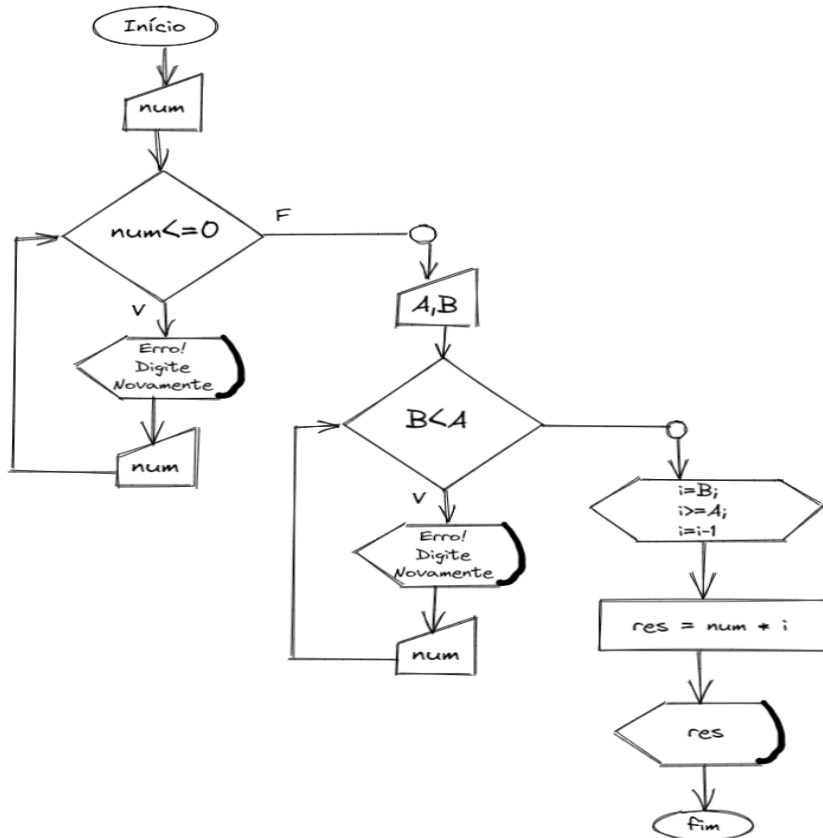 Início
num
num<=0
F
V
Erro!
Digite
Novamente
num
A,B
B<A
V
Erro!
Digite
Novamente
num
i=B;
i>=A;
i=i-1
res = num * i
res
fim